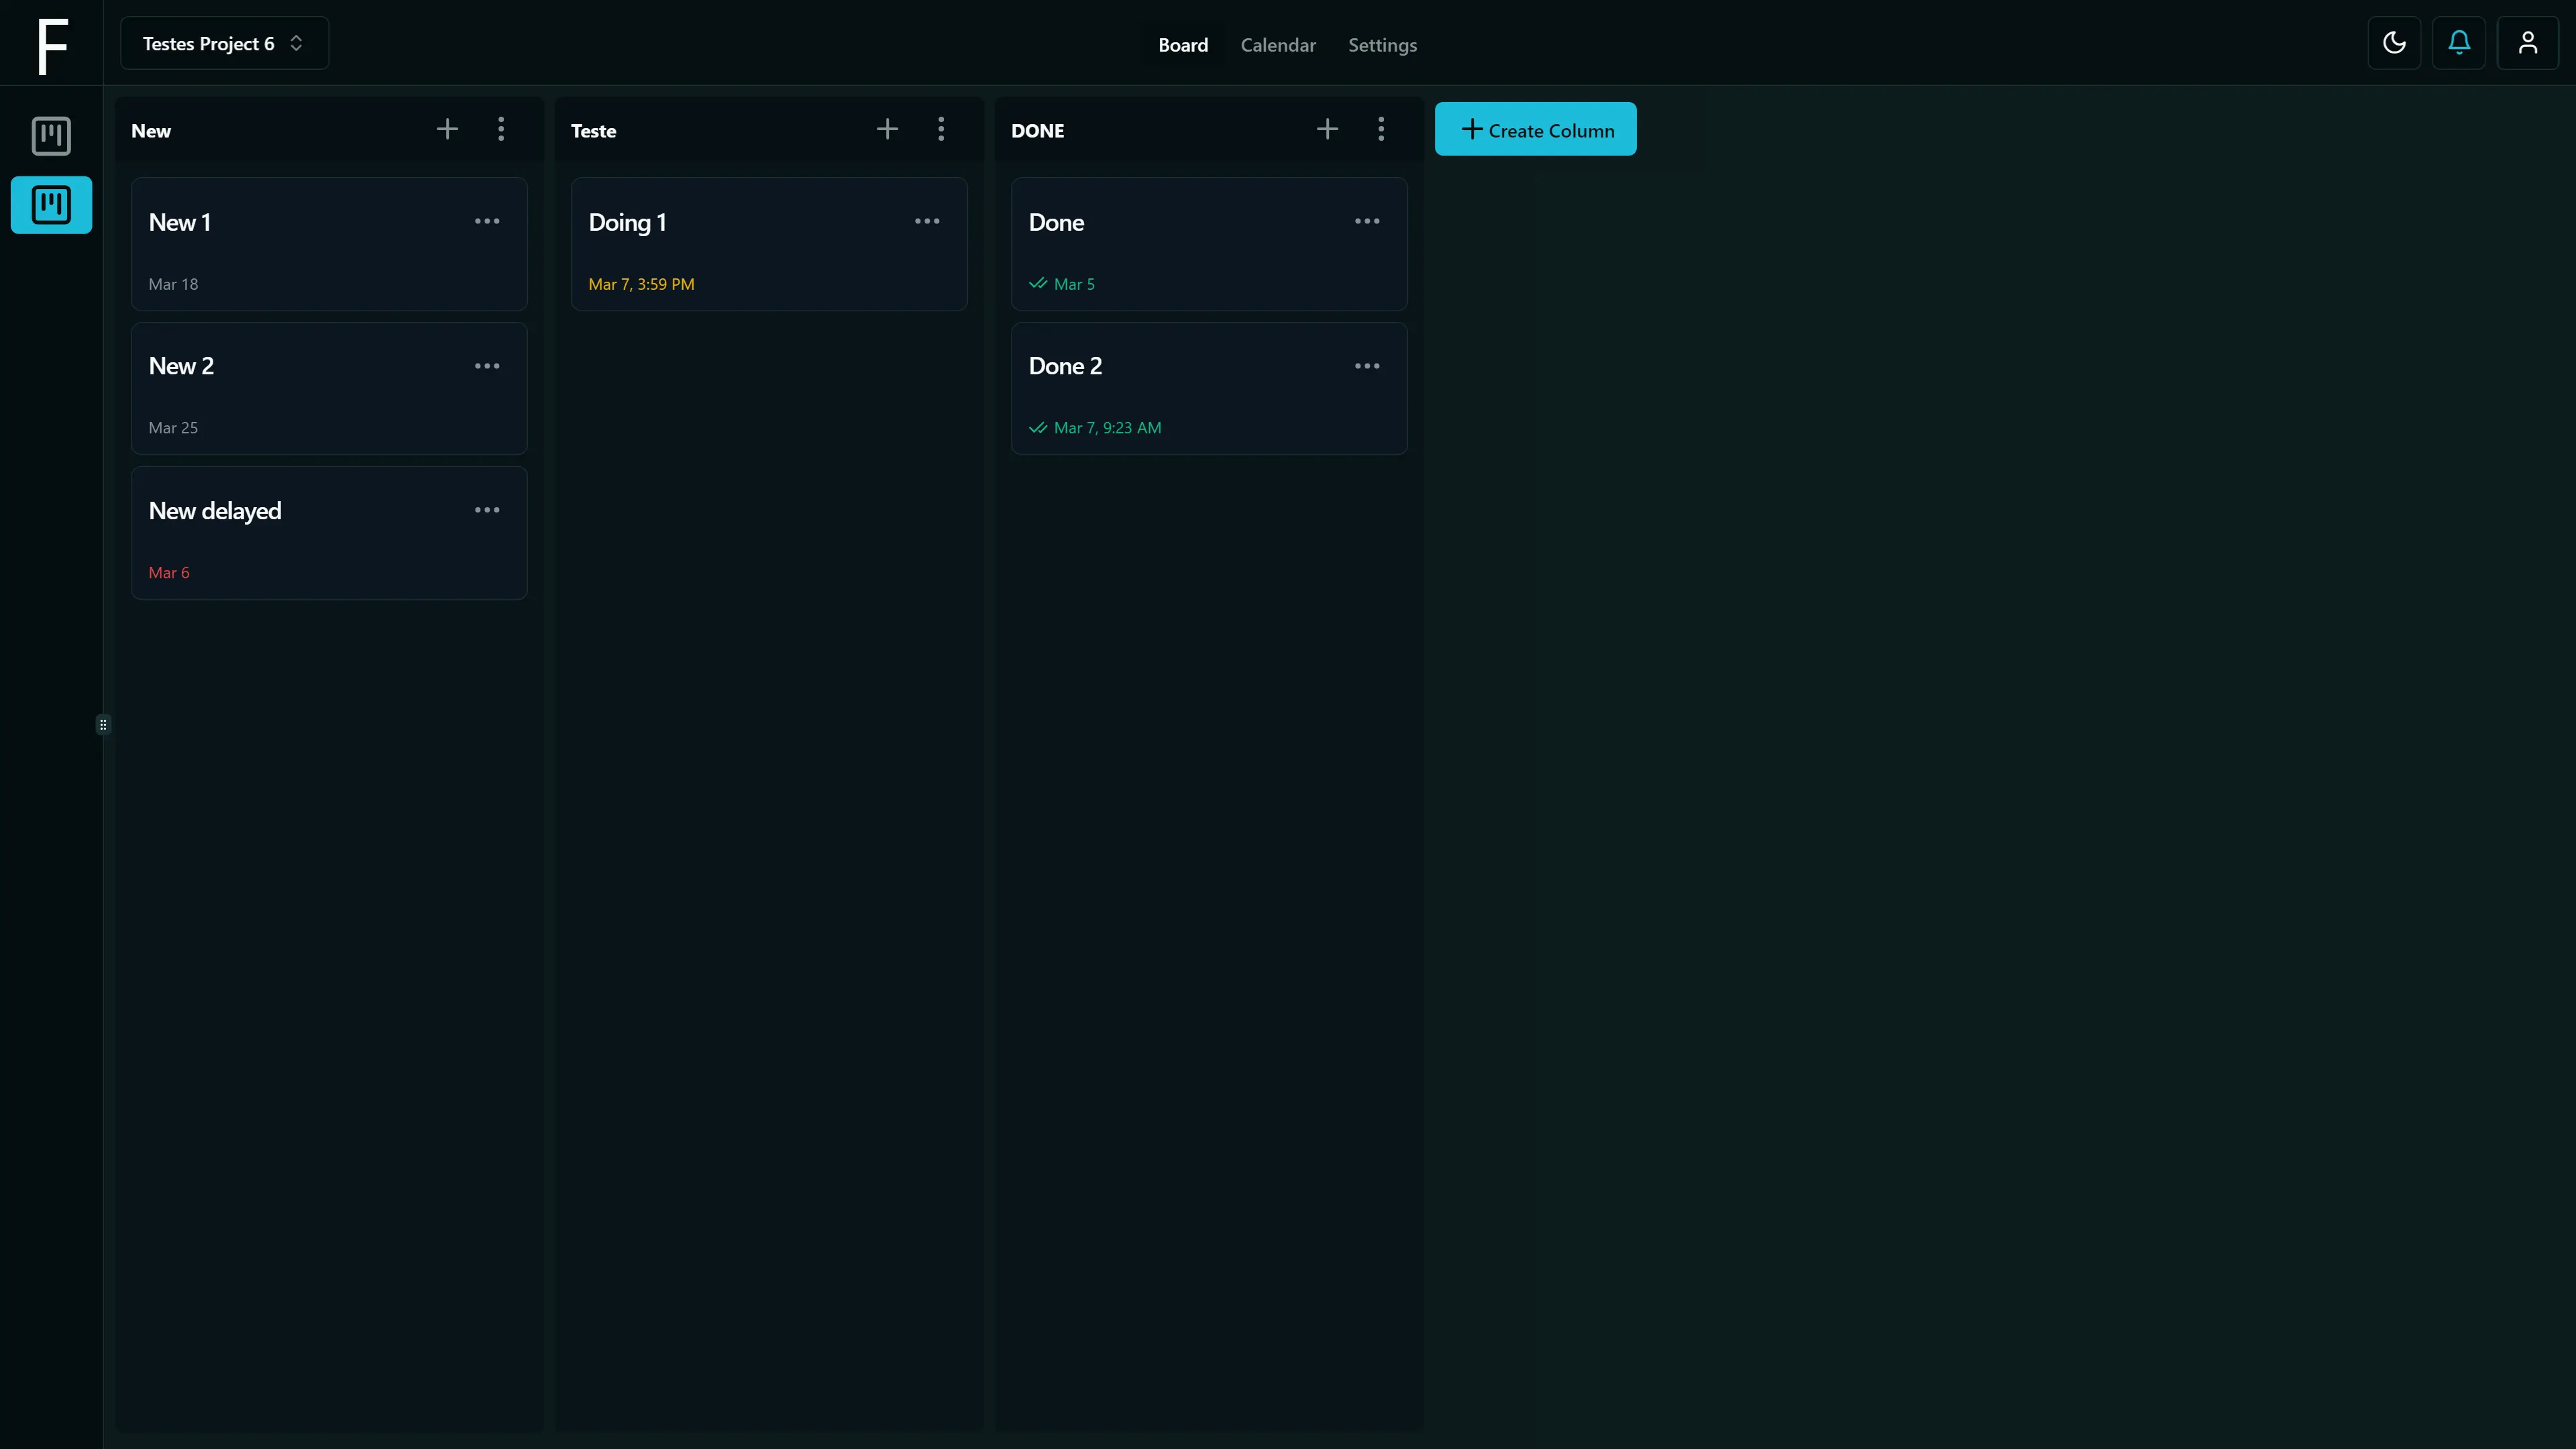 F
Testes Project 6
Board
Calendar
Settings
New
New 1
Mar 18
New 2
Mar 25
New delayed
Mar 6
Teste
Doing 1
Mar 7, 3:59 PM
DONE
Done
Mar 5
Done 2
Mar 7, 9:23 AM
Create Column